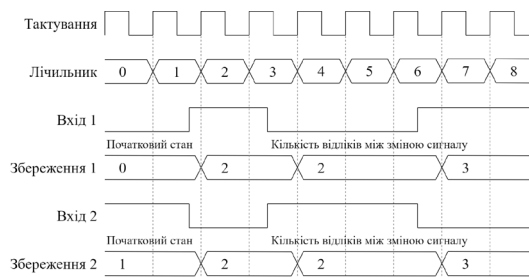 Тактування
Лічильник 0 1 2 3 4 5 6 7 8
Вхід 1
Початковий стан Кількість відліків між зміною сигналу
Збереження 1 0 2 2 3
Вхід 2
Початковий стан Кількість відліків між зміною сигналу
Збереження 2 1 2 2 3